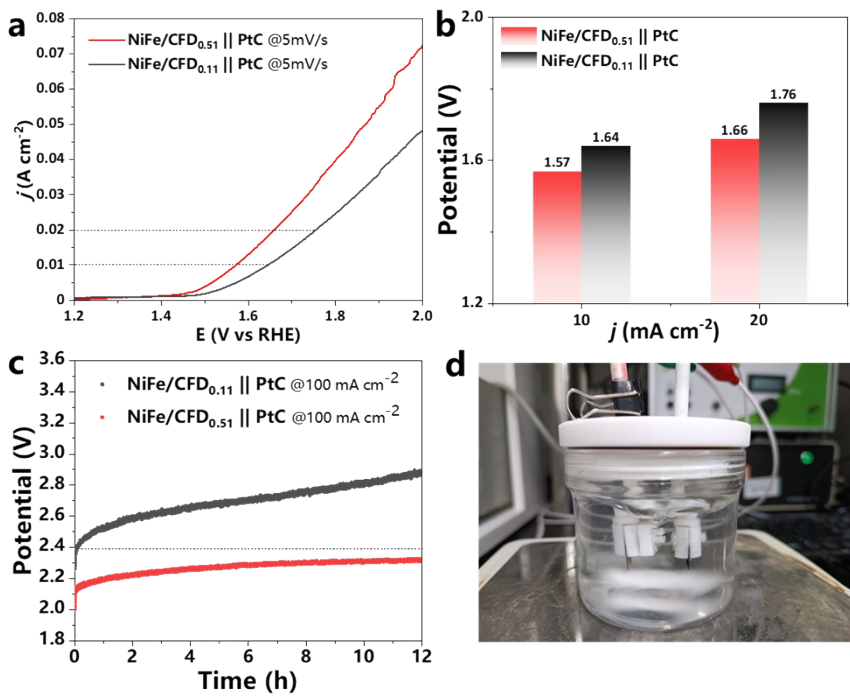 a
NiFe/CFD₀.₅₁ || PtC @5mV/s
NiFe/CFD₀.₁₁ || PtC @5mV/s
j (A cm⁻²)
0.08
0.07
0.06
0.05
0.04
0.03
0.02
0.01
0
1.2 1.4 1.6 1.8 2.0
E (V vs RHE)
b
NiFe/CFD₀.₅₁ || PtC
NiFe/CFD₀.₁₁ || PtC
Potential (V)
2.0
1.6
1.2
1.57 1.64 1.66 1.76
10 20
j (mA cm⁻²)
c
NiFe/CFD₀.₁₁ || PtC @100 mA cm⁻²
NiFe/CFD₀.₅₁ || PtC @100 mA cm⁻²
Potential (V)
3.6
3.4
3.2
3.0
2.8
2.6
2.4
2.2
2.0
1.8
0 2 4 6 8 10 12
Time (h)
d